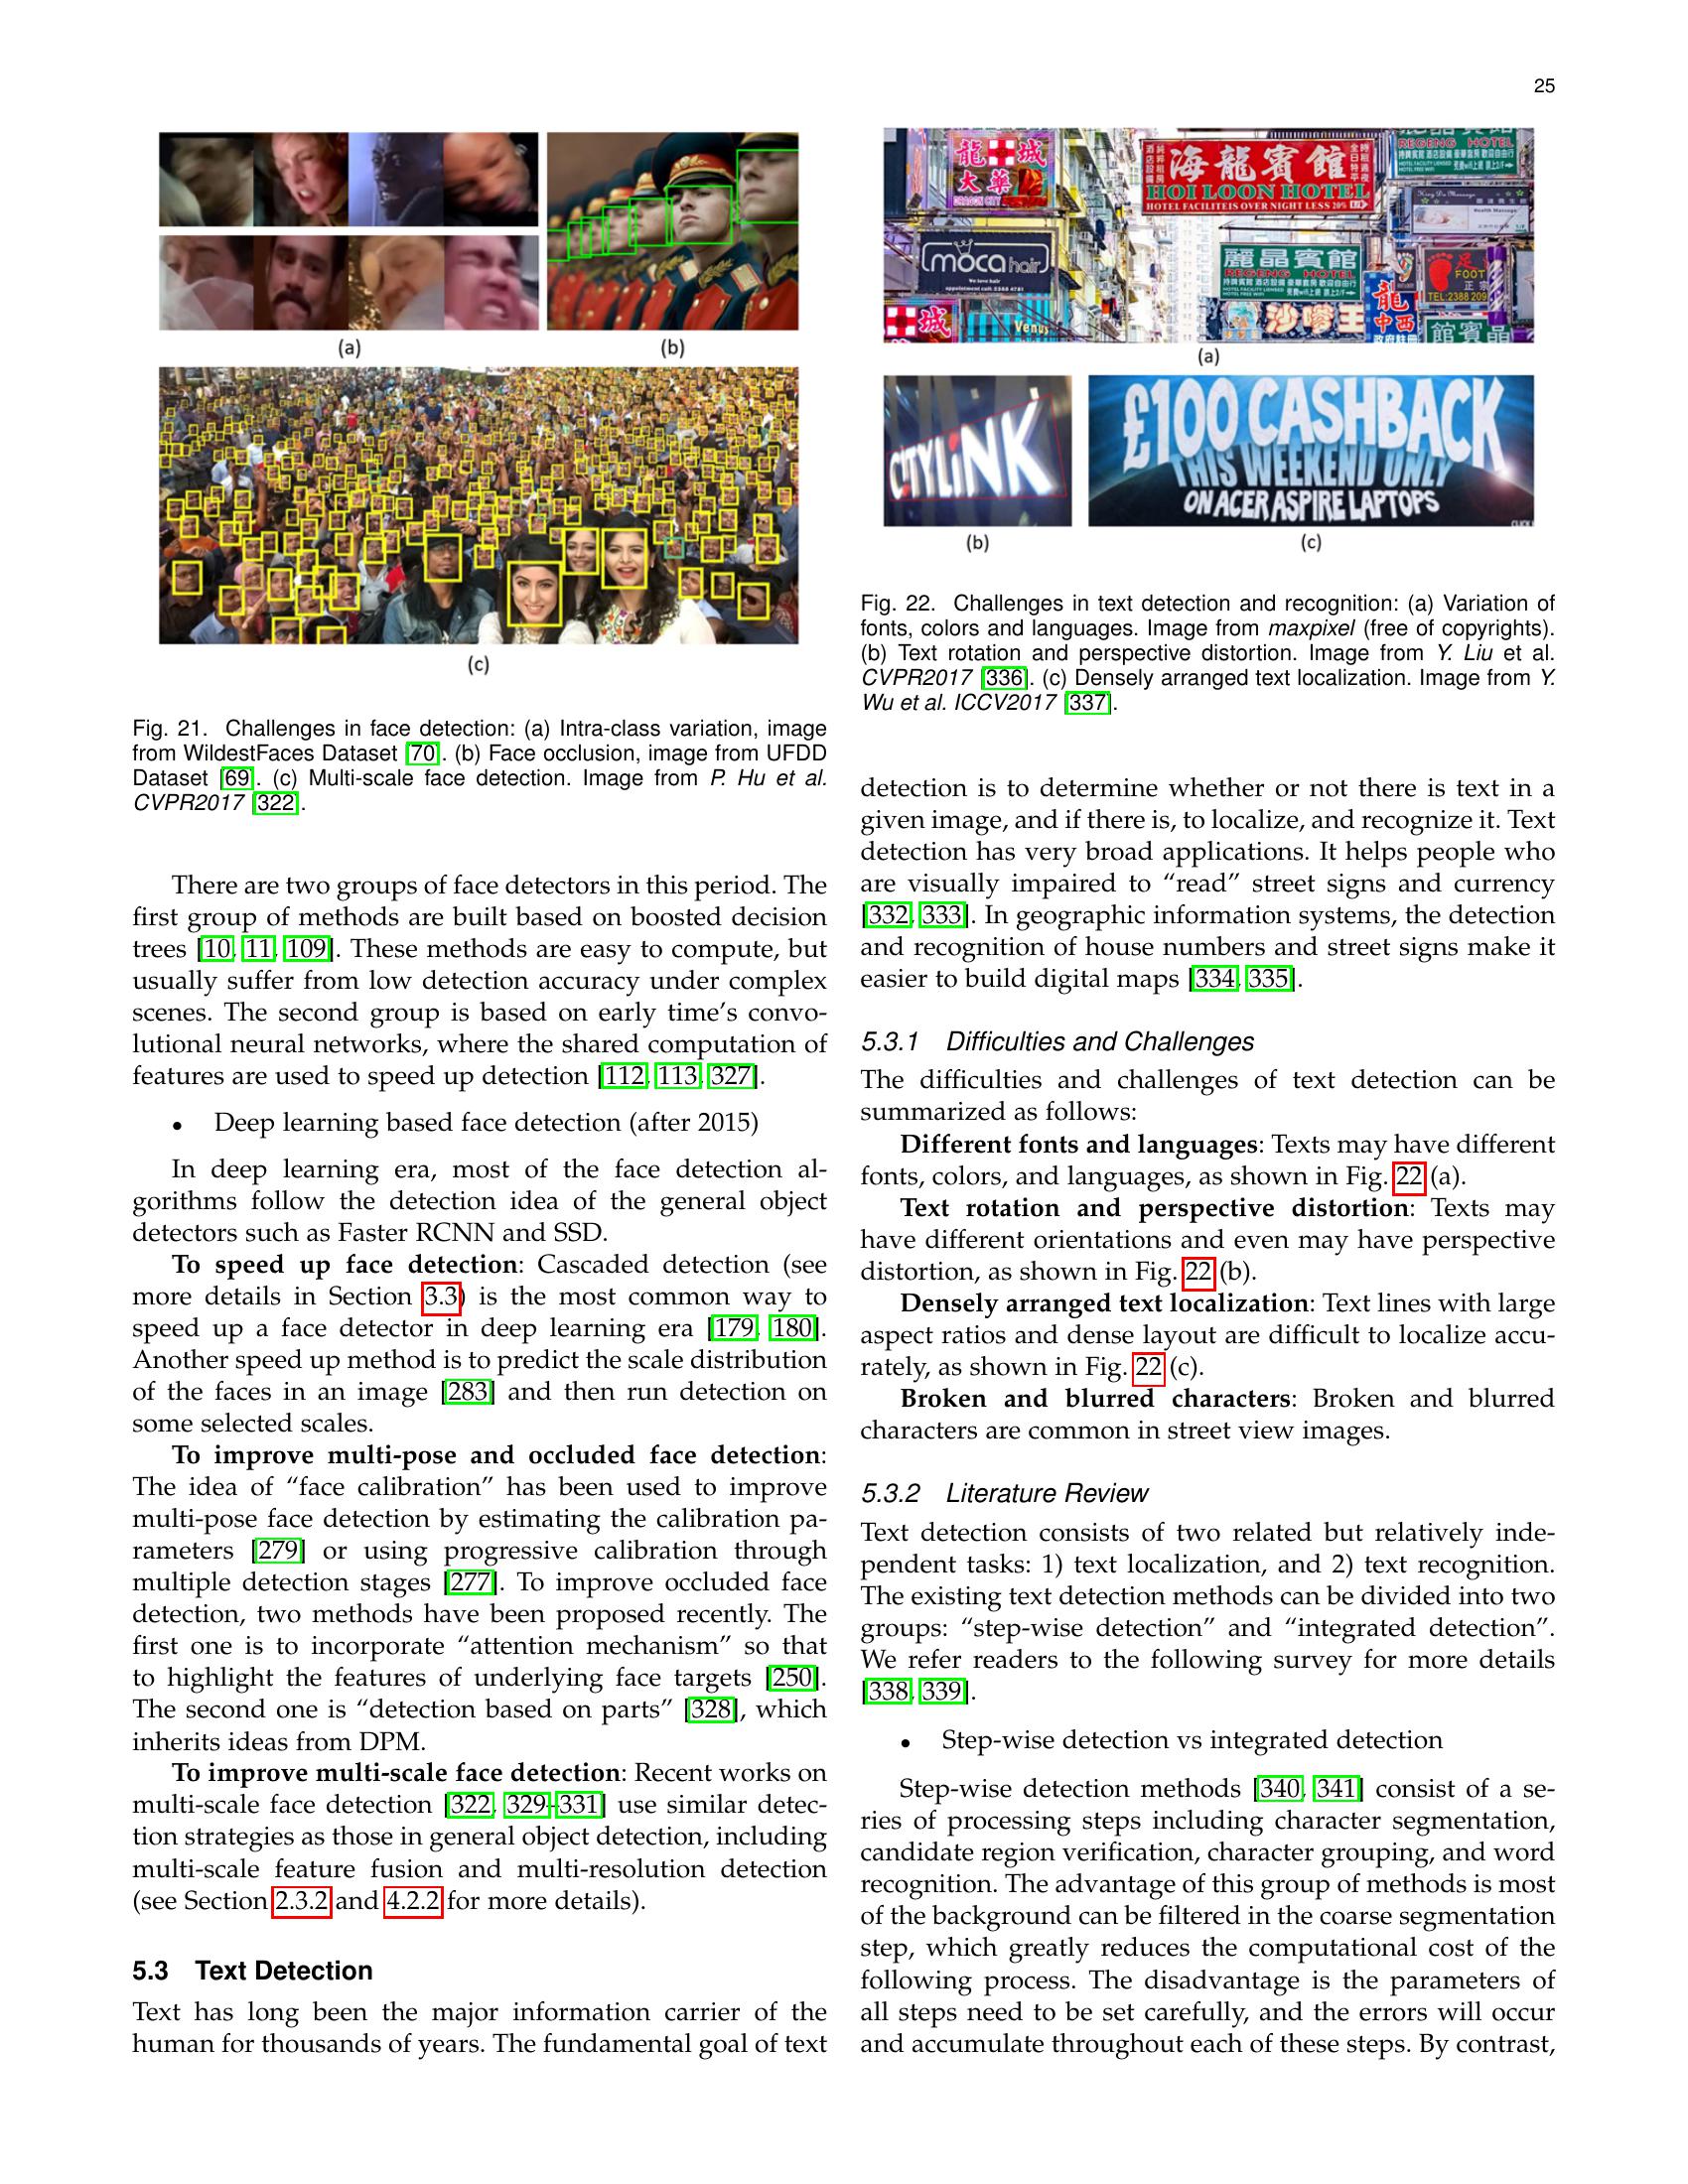 25
龍 城
大 藥
DRAGON CITY
海龍賓館
HOI LOON HOTEL
HOTEL FACILITEIS OVER NIGHT LESS 20%
REGENG HOTEL
moca hair
We love hair
appointment call: 2388 4781
麗晶賓館
REGENG HOTEL
Health Massage
足
FOOT
正宗
TEL:2388 209
城
Venus
沙嗲王
龍
中西
館賓晶
(a)
(b)
(a)
CITYLiNK
£100 CASHBACK
THIS WEEKEND ONLY
ON ACER ASPIRE LAPTOPS
(b)
(c)
(c)
Fig. 21. Challenges in face detection: (a) Intra-class variation, image
from WildestFaces Dataset [70]. (b) Face occlusion, image from UFDD
Dataset [69]. (c) Multi-scale face detection. Image from P. Hu et al.
CVPR2017 [322].
There are two groups of face detectors in this period. The
first group of methods are built based on boosted decision
trees [10, 11, 109]. These methods are easy to compute, but
usually suffer from low detection accuracy under complex
scenes. The second group is based on early time's convo-
lutional neural networks, where the shared computation of
features are used to speed up detection [112, 113, 327].
• Deep learning based face detection (after 2015)
In deep learning era, most of the face detection al-
gorithms follow the detection idea of the general object
detectors such as Faster RCNN and SSD.
To speed up face detection: Cascaded detection (see
more details in Section 3.3) is the most common way to
speed up a face detector in deep learning era [179, 180].
Another speed up method is to predict the scale distribution
of the faces in an image [283] and then run detection on
some selected scales.
To improve multi-pose and occluded face detection:
The idea of “face calibration” has been used to improve
multi-pose face detection by estimating the calibration pa-
rameters [279] or using progressive calibration through
multiple detection stages [277]. To improve occluded face
detection, two methods have been proposed recently. The
first one is to incorporate “attention mechanism” so that
to highlight the features of underlying face targets [250].
The second one is “detection based on parts” [328], which
inherits ideas from DPM.
To improve multi-scale face detection: Recent works on
multi-scale face detection [322, 329–331] use similar detec-
tion strategies as those in general object detection, including
multi-scale feature fusion and multi-resolution detection
(see Section 2.3.2 and 4.2.2 for more details).
5.3 Text Detection
Text has long been the major information carrier of the
human for thousands of years. The fundamental goal of text
Fig. 22. Challenges in text detection and recognition: (a) Variation of
fonts, colors and languages. Image from maxpixel (free of copyrights).
(b) Text rotation and perspective distortion. Image from Y. Liu et al.
CVPR2017 [336]. (c) Densely arranged text localization. Image from Y.
Wu et al. ICCV2017 [337].
detection is to determine whether or not there is text in a
given image, and if there is, to localize, and recognize it. Text
detection has very broad applications. It helps people who
are visually impaired to “read” street signs and currency
[332, 333]. In geographic information systems, the detection
and recognition of house numbers and street signs make it
easier to build digital maps [334, 335].
5.3.1 Difficulties and Challenges
The difficulties and challenges of text detection can be
summarized as follows:
Different fonts and languages: Texts may have different
fonts, colors, and languages, as shown in Fig. 22 (a).
Text rotation and perspective distortion: Texts may
have different orientations and even may have perspective
distortion, as shown in Fig. 22 (b).
Densely arranged text localization: Text lines with large
aspect ratios and dense layout are difficult to localize accu-
rately, as shown in Fig. 22 (c).
Broken and blurred characters: Broken and blurred
characters are common in street view images.
5.3.2 Literature Review
Text detection consists of two related but relatively inde-
pendent tasks: 1) text localization, and 2) text recognition.
The existing text detection methods can be divided into two
groups: “step-wise detection” and “integrated detection”.
We refer readers to the following survey for more details
[338, 339].
• Step-wise detection vs integrated detection
Step-wise detection methods [340, 341] consist of a se-
ries of processing steps including character segmentation,
candidate region verification, character grouping, and word
recognition. The advantage of this group of methods is most
of the background can be filtered in the coarse segmentation
step, which greatly reduces the computational cost of the
following process. The disadvantage is the parameters of
all steps need to be set carefully, and the errors will occur
and accumulate throughout each of these steps. By contrast,